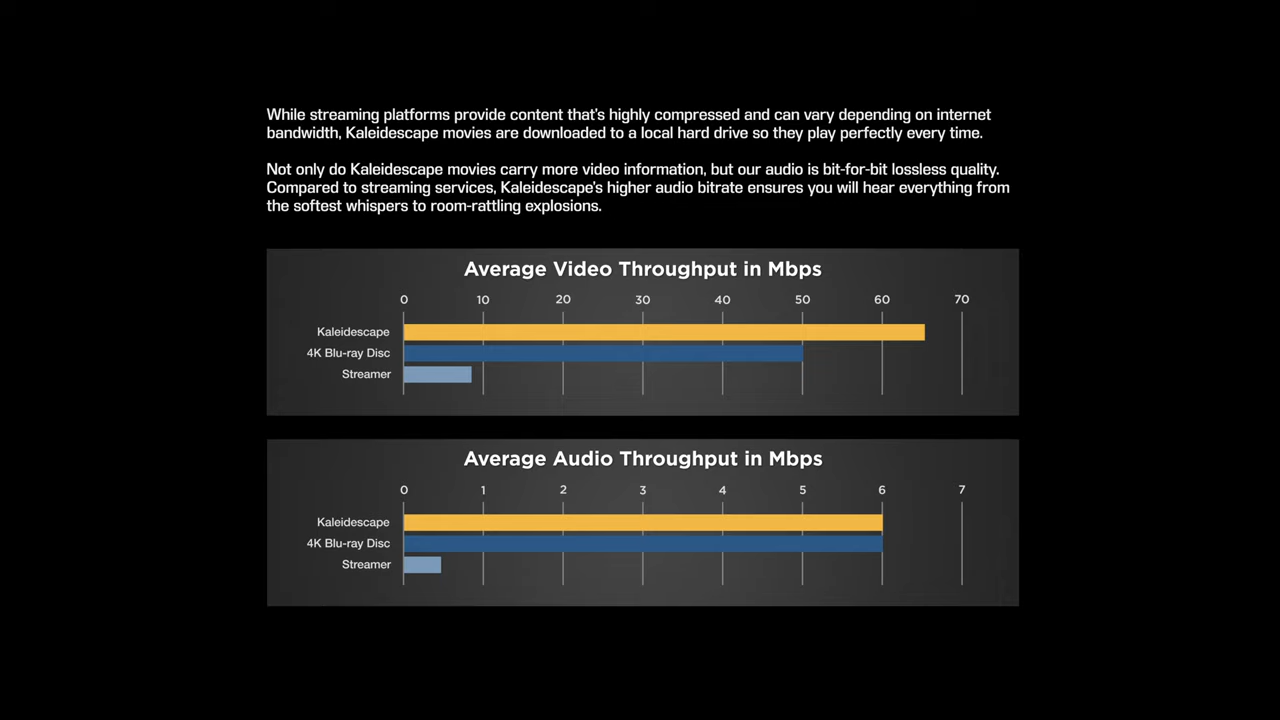 While streaming platforms provide content that's highly compressed and can vary depending on internet
bandwidth, Kaleidescape movies are downloaded to a local hard drive so they play perfectly every time.
Not only do Kaleidescape movies carry more video information, but our audio is bit-for-bit lossless quality.
Compared to streaming services, Kaleidescape's higher audio bitrate ensures you will hear everything from
the softest whispers to room-rattling explosions.
Average Video Throughput in Mbps
0 10 20 30 40 50 60 70
Kaleidescape
4K Blu-ray Disc
Streamer
Average Audio Throughput in Mbps
0 1 2 3 4 5 6 7
Kaleidescape
4K Blu-ray Disc
Streamer